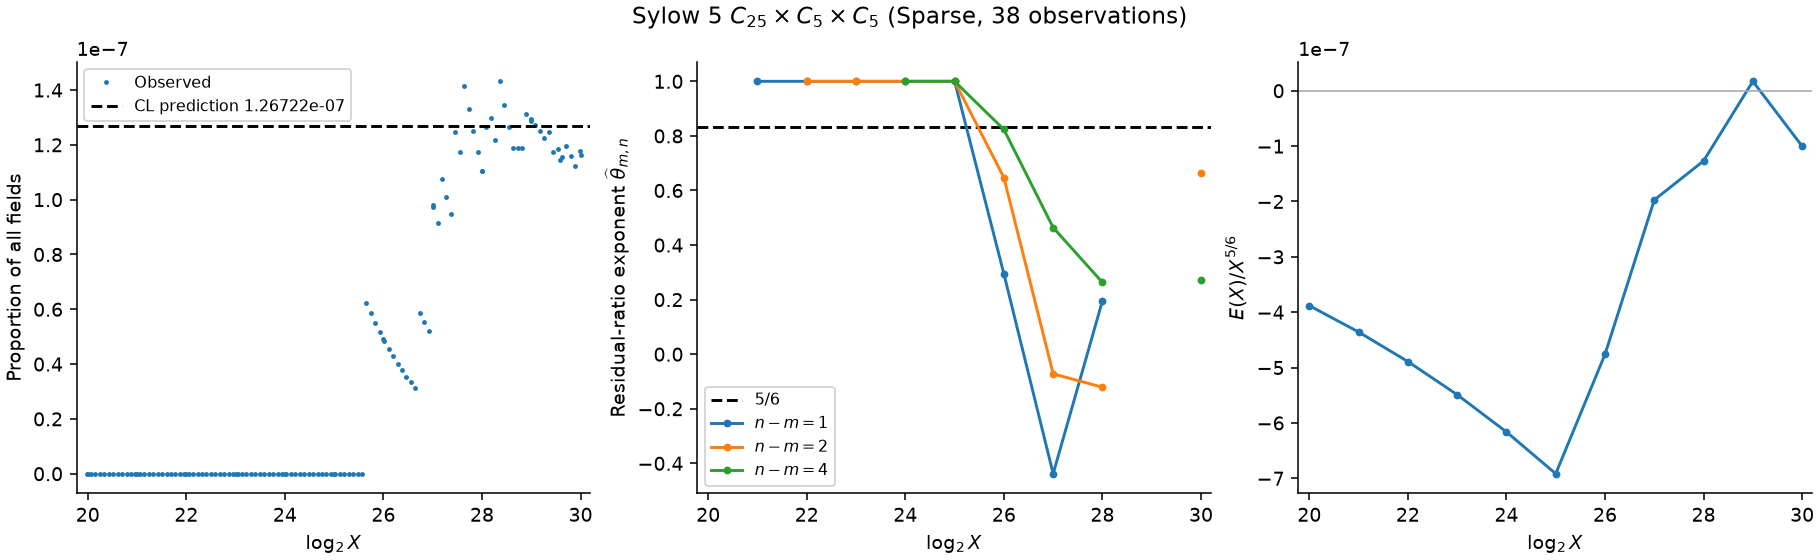 Sylow 5 C₂₅ × C₅ × C₅ (Sparse, 38 observations)
1e−7
Observed
CL prediction 1.26722e-07
Proportion of all fields
1.4
1.2
1.0
0.8
0.6
0.4
0.2
0.0
20 22 24 26 28 30
log₂ X
Residual-ratio exponent θ̂ₘ,ₙ
1.0
0.8
0.6
0.4
0.2
0.0
−0.2
−0.4
5/6
n − m = 1
n − m = 2
n − m = 4
20 22 24 26 28 30
log₂ X
1e−7
E(X)/X⁵ᐟ⁶
0
−1
−2
−3
−4
−5
−6
−7
20 22 24 26 28 30
log₂ X